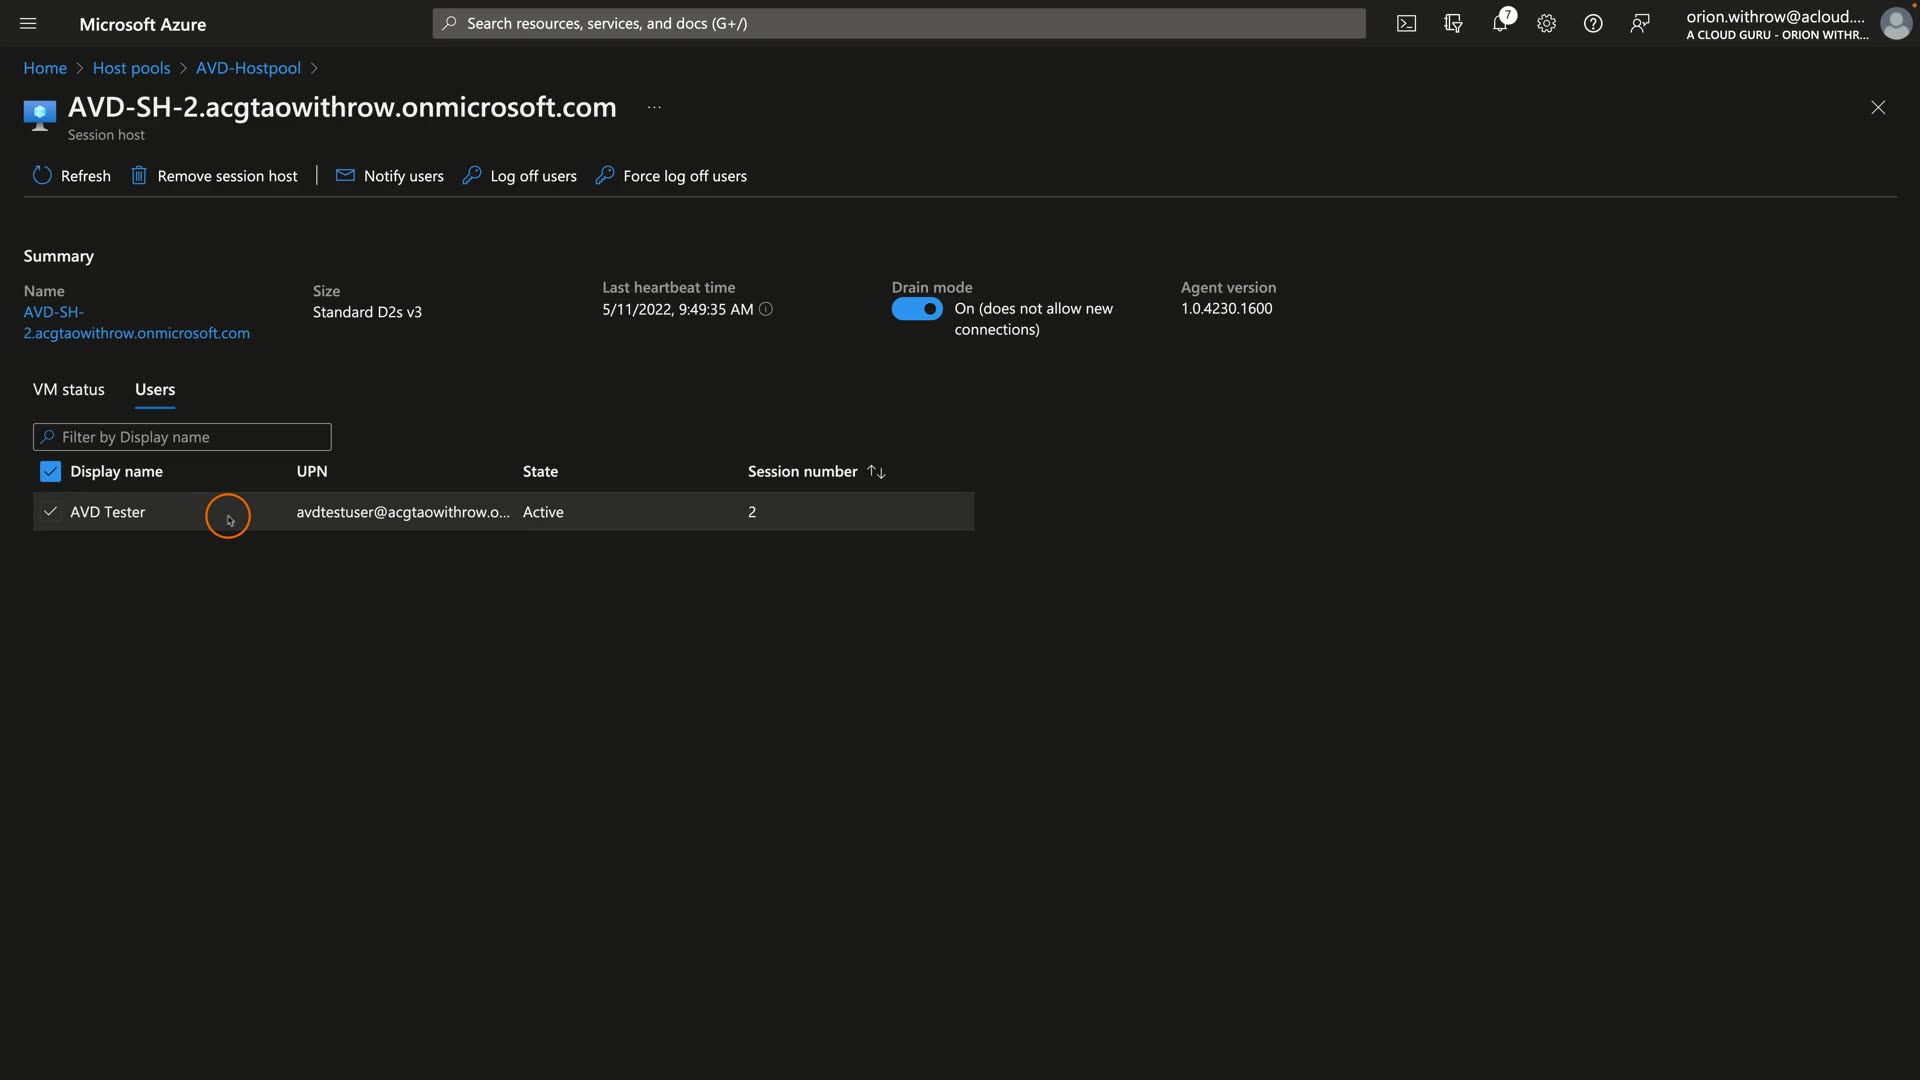 Microsoft Azure
Search resources, services, and docs (G+/)
7
orion.withrow@acloud....
A CLOUD GURU - ORION WITHR...
Home > Host pools > AVD-Hostpool >
AVD-SH-2.acgtaowithrow.onmicrosoft.com ...
Session host
Refresh Remove session host Notify users Log off users Force log off users
Summary
Name
AVD-SH-
2.acgtaowithrow.onmicrosoft.com
Size
Standard D2s v3
Last heartbeat time
5/11/2022, 9:49:35 AM
Drain mode
On (does not allow new
connections)
Agent version
1.0.4230.1600
VM status Users
Filter by Display name
Display name UPN State Session number
AVD Tester avdtestuser@acgtaowithrow.o... Active 2